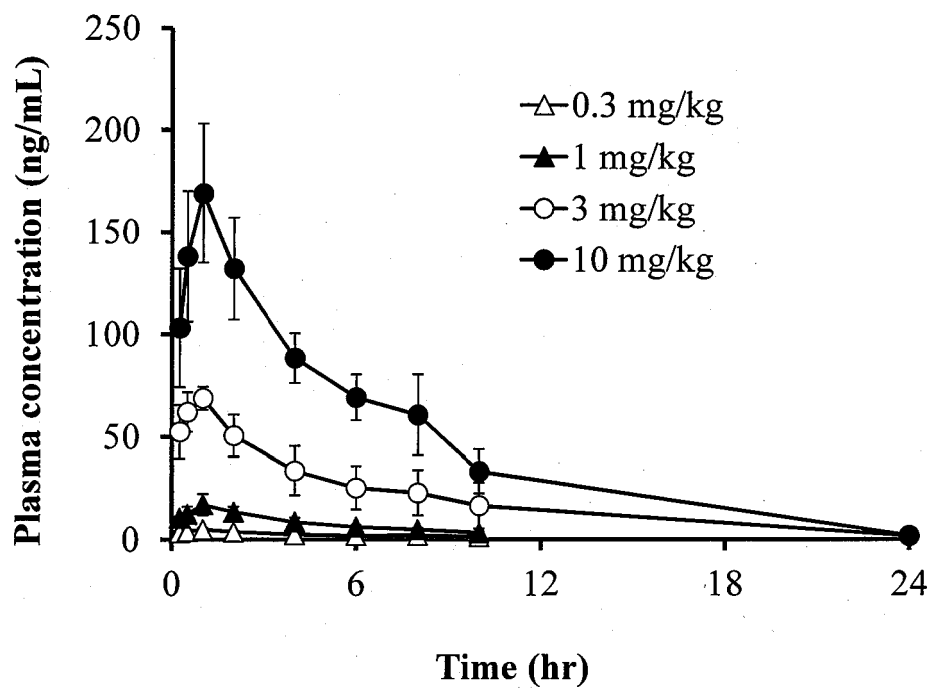 250
200
150
100
50
0
Plasma concentration (ng/mL)
0.3 mg/kg
1 mg/kg
3 mg/kg
10 mg/kg
0 6 12 18 24
Time (hr)